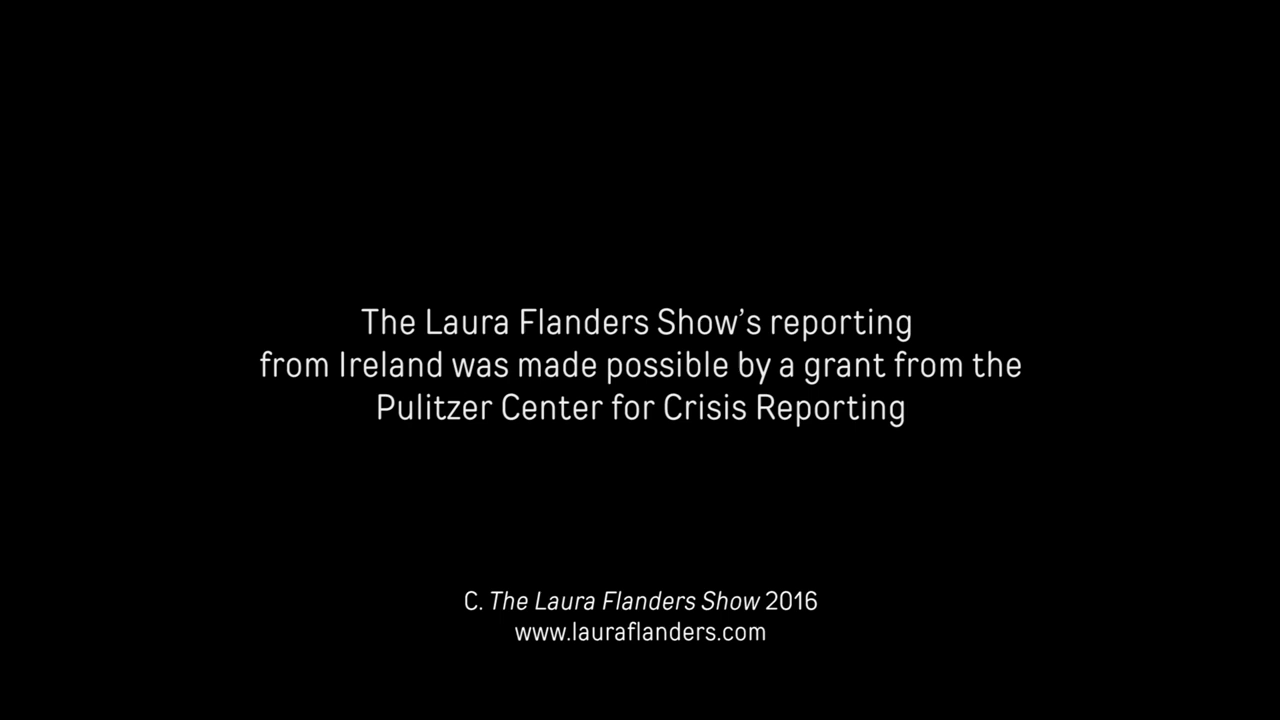 The Laura Flanders Show’s reporting
from Ireland was made possible by a grant from the
Pulitzer Center for Crisis Reporting
C. The Laura Flanders Show 2016
www.lauraflanders.com